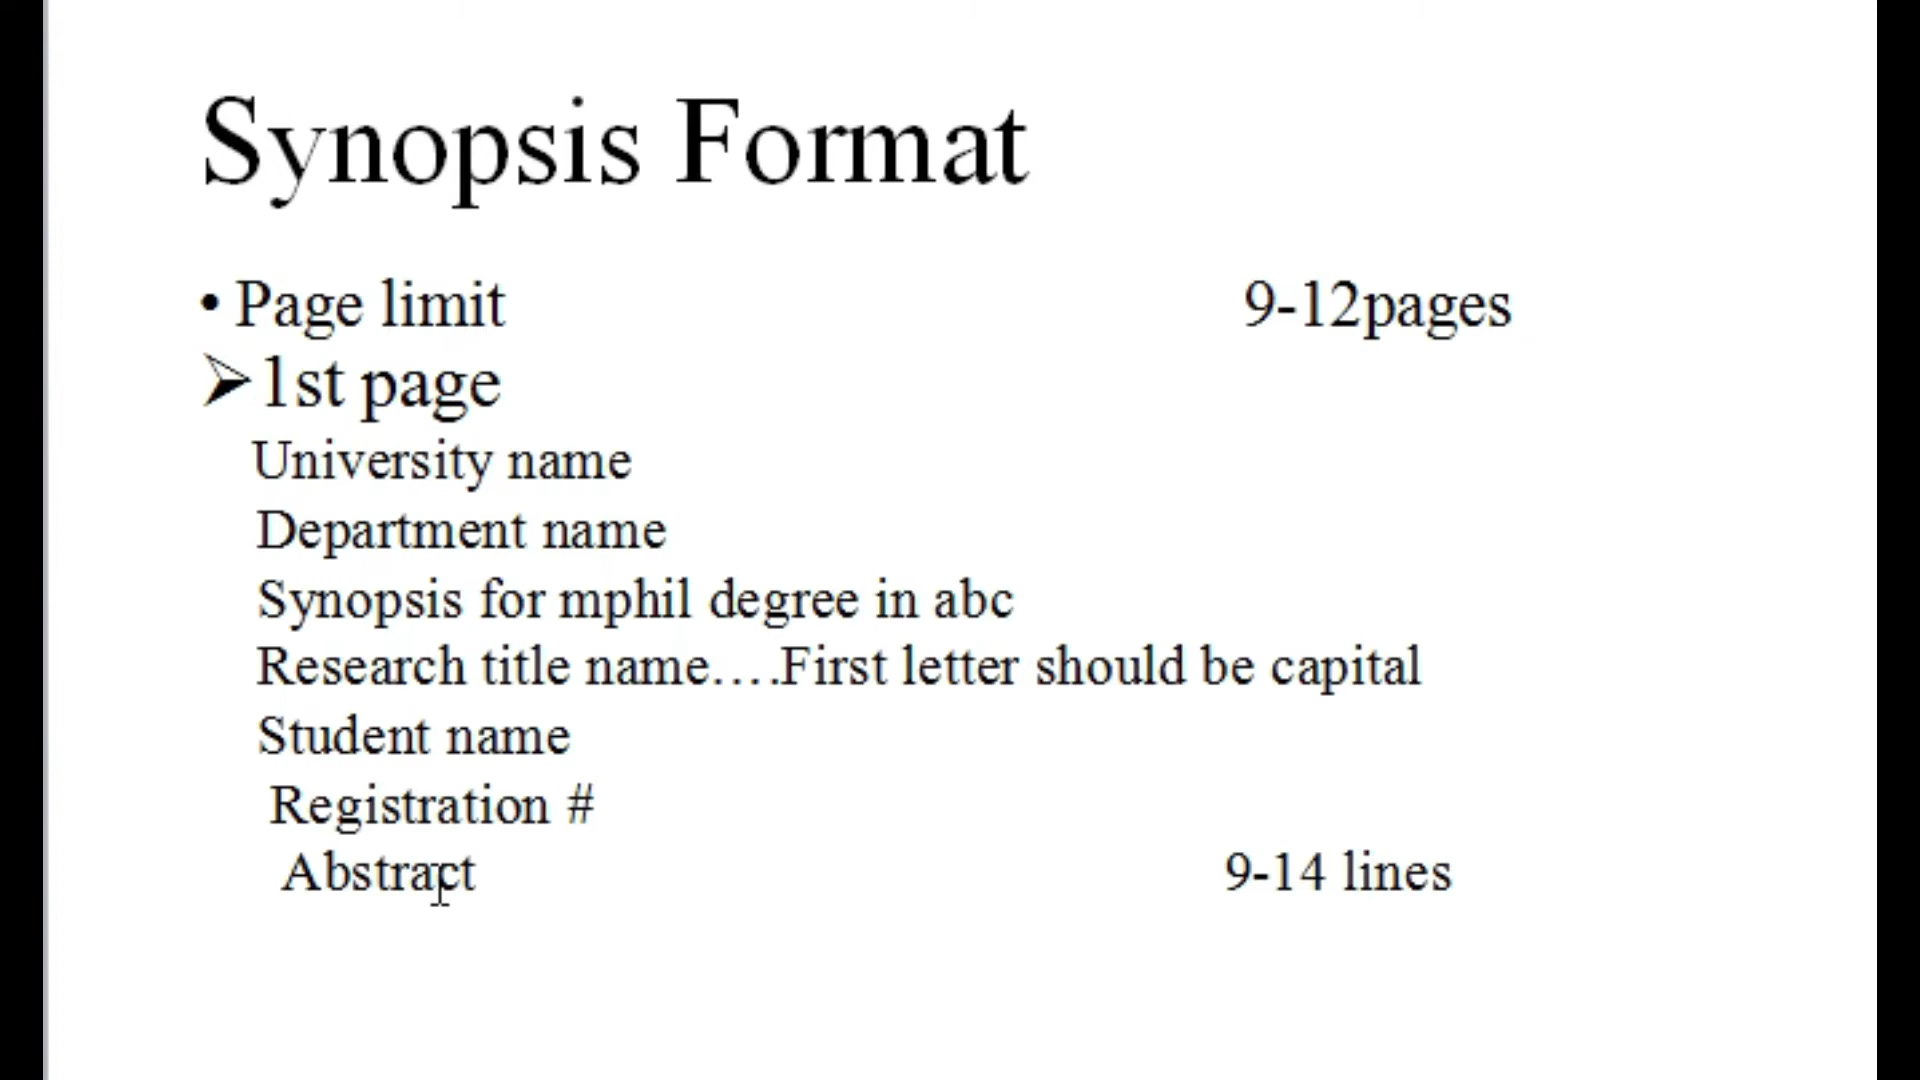 Synopsis Format
• Page limit 9-12pages
➢1st page
University name
Department name
Synopsis for mphil degree in abc
Research title name….First letter should be capital
Student name
Registration #
Abstract 9-14 lines